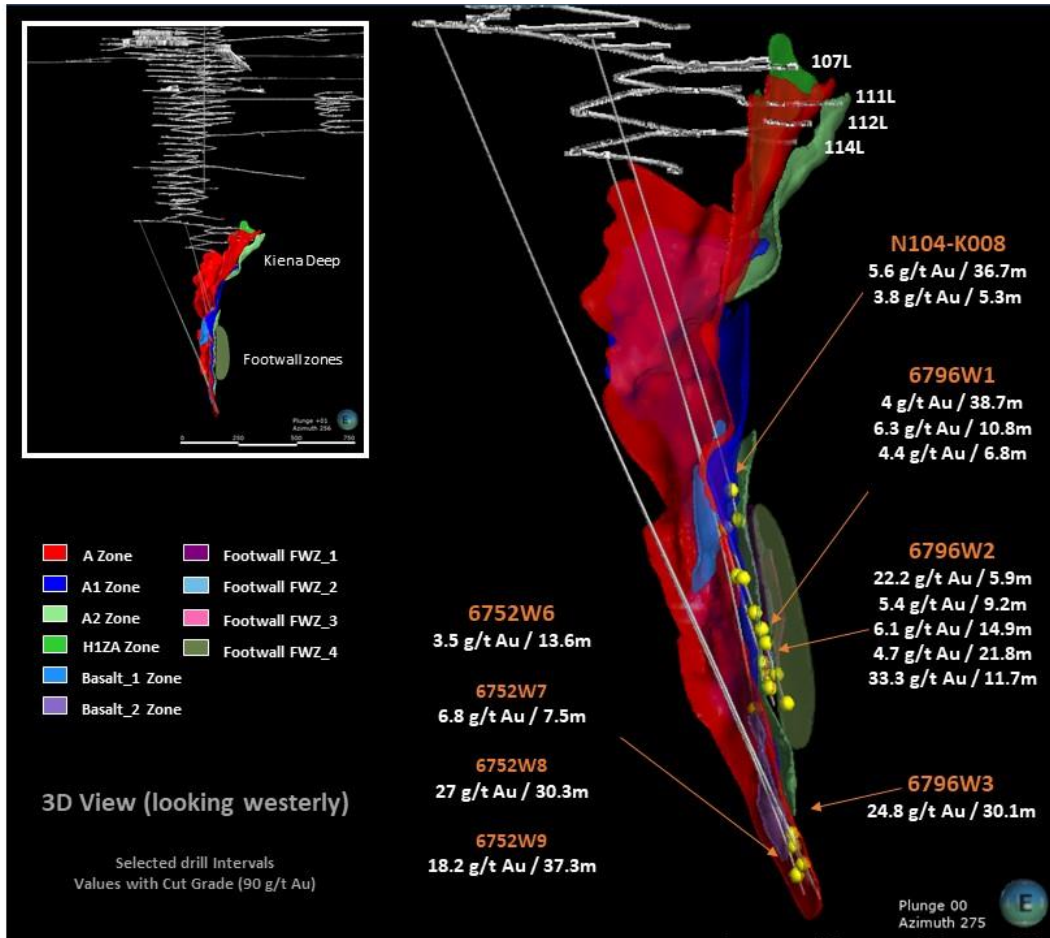 Kiena Deep
Footwall zones
Plunge +01
Azimuth 256
0 250 500 750
E
107L
111L
112L
114L
N104-K008
5.6 g/t Au / 36.7m
3.8 g/t Au / 5.3m
6796W1
4 g/t Au / 38.7m
6.3 g/t Au / 10.8m
4.4 g/t Au / 6.8m
6796W2
22.2 g/t Au / 5.9m
5.4 g/t Au / 9.2m
6.1 g/t Au / 14.9m
4.7 g/t Au / 21.8m
33.3 g/t Au / 11.7m
6796W3
24.8 g/t Au / 30.1m
A Zone
A1 Zone
A2 Zone
H1ZA Zone
Basalt_1 Zone
Basalt_2 Zone
Footwall FWZ_1
Footwall FWZ_2
Footwall FWZ_3
Footwall FWZ_4
6752W6
3.5 g/t Au / 13.6m
6752W7
6.8 g/t Au / 7.5m
6752W8
27 g/t Au / 30.3m
6752W9
18.2 g/t Au / 37.3m
3D View (looking westerly)
Selected drill Intervals
Values with Cut Grade (90 g/t Au)
Plunge 00
Azimuth 275
E